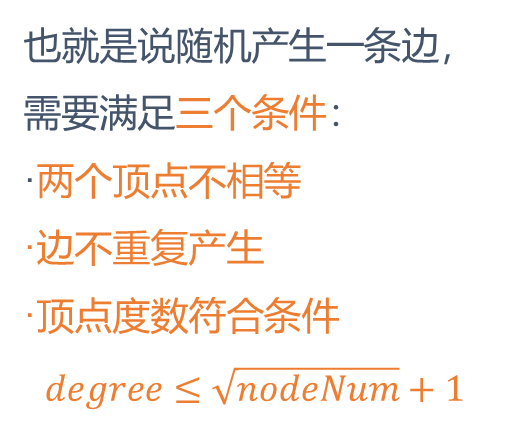 也就是说随机产生一条边，
需要满足三个条件：
·两个顶点不相等
·边不重复产生
·顶点度数符合条件
degree ≤ √nodeNum + 1